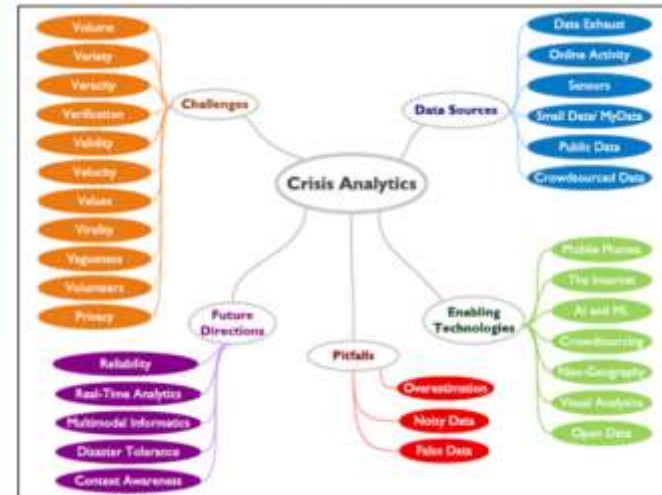 Crisis Analytics
Challenges
Volume
Variety
Veracity
Verification
Validity
Velocity
Values
Virality
Vagueness
Volunteers
Privacy
Data Sources
Data Exhaust
Online Activity
Sensors
Small Data/ MyData
Public Data
Crowdsourced Data
Enabling
Technologies
Mobile Phones
The Internet
AI and ML
Crowdsourcing
Neo-Geography
Visual Analytics
Open Data
Pitfalls
Overestimation
Noisy Data
False Data
Future
Directions
Reliability
Real-Time Analytics
Multimodal Informatics
Disaster Tolerance
Context Awareness